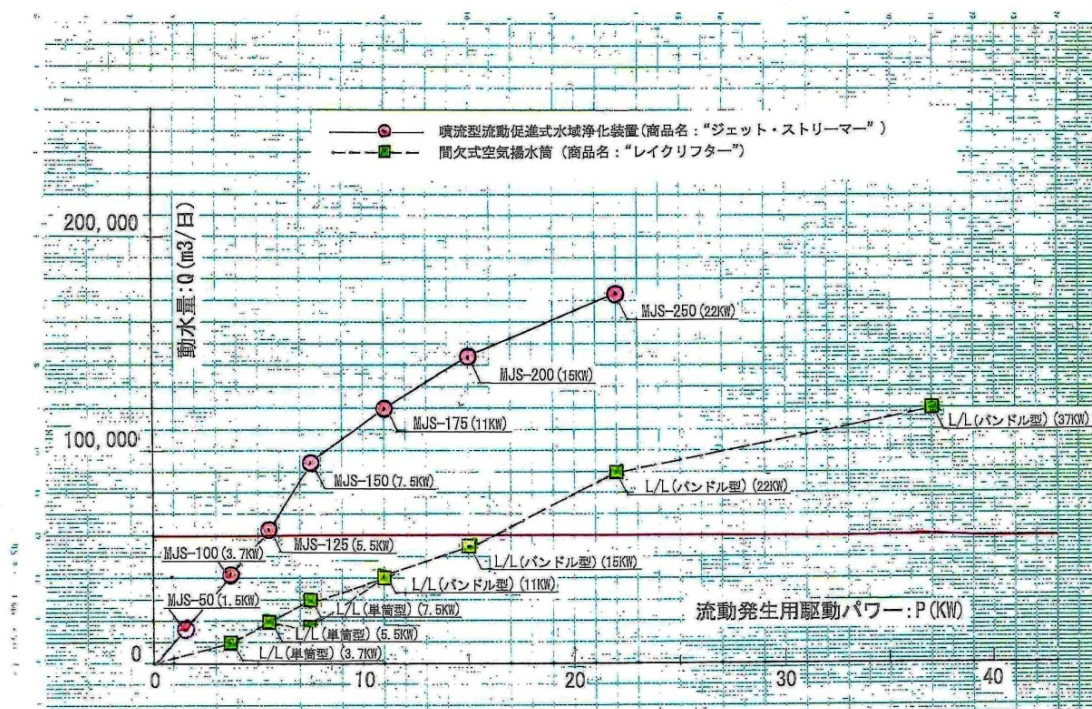 噴流型流動促進式水域浄化装置(商品名：“ジェット・ストリーマー” )
間欠式空気揚水筒 (商品名：“レイクリフター”)
動水量:Q(m3/日)
200,000
100,000
0
MJS-250(22KW)
MJS-200(15KW)
MJS-175(11KW)
MJS-150(7.5KW)
MJS-125(5.5KW)
MJS-100(3.7KW)
MJS-50(1.5KW)
L/L(バンドル型)(37KW)
L/L(バンドル型)(22KW)
L/L(バンドル型)(15KW)
L/L(バンドル型)(11KW)
L/L(単筒型)(7.5KW)
L/L(単筒型)(5.5KW)
L/L(単筒型)(3.7KW)
流動発生用駆動パワー:P(KW)
0 10 20 30 40